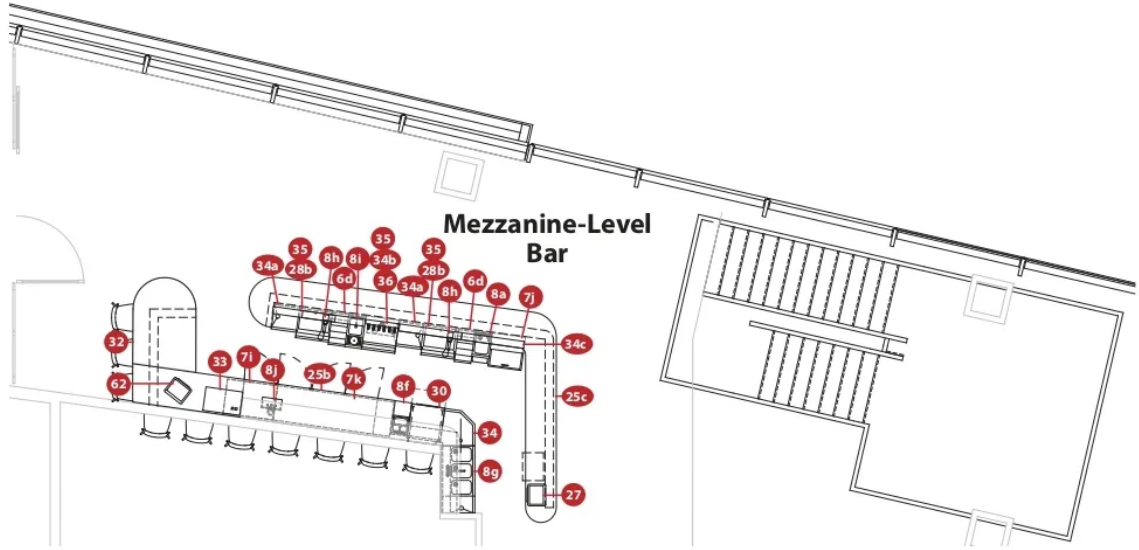 Mezzanine-Level
Bar
35
35
35
34a
28b
8h
8i
34b
28b
6d
8a
7j
6d
36
34a
8h
34c
32
62
33
7i
8j
25b
7k
8f
30
25c
34
8g
27